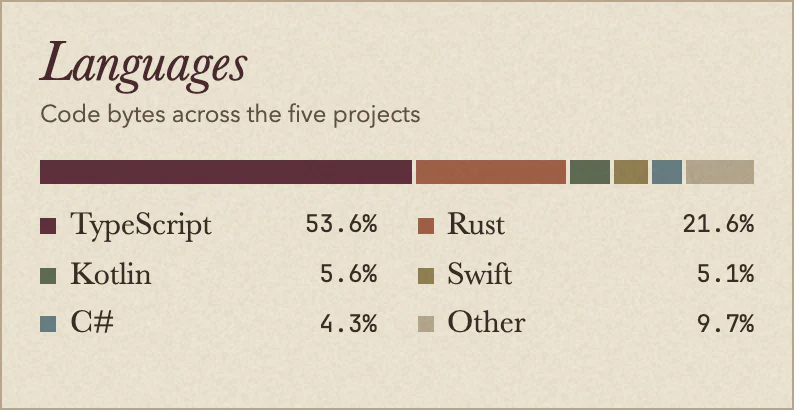 Languages
Code bytes across the five projects
TypeScript 53.6% Rust 21.6%
Kotlin 5.6% Swift 5.1%
C# 4.3% Other 9.7%